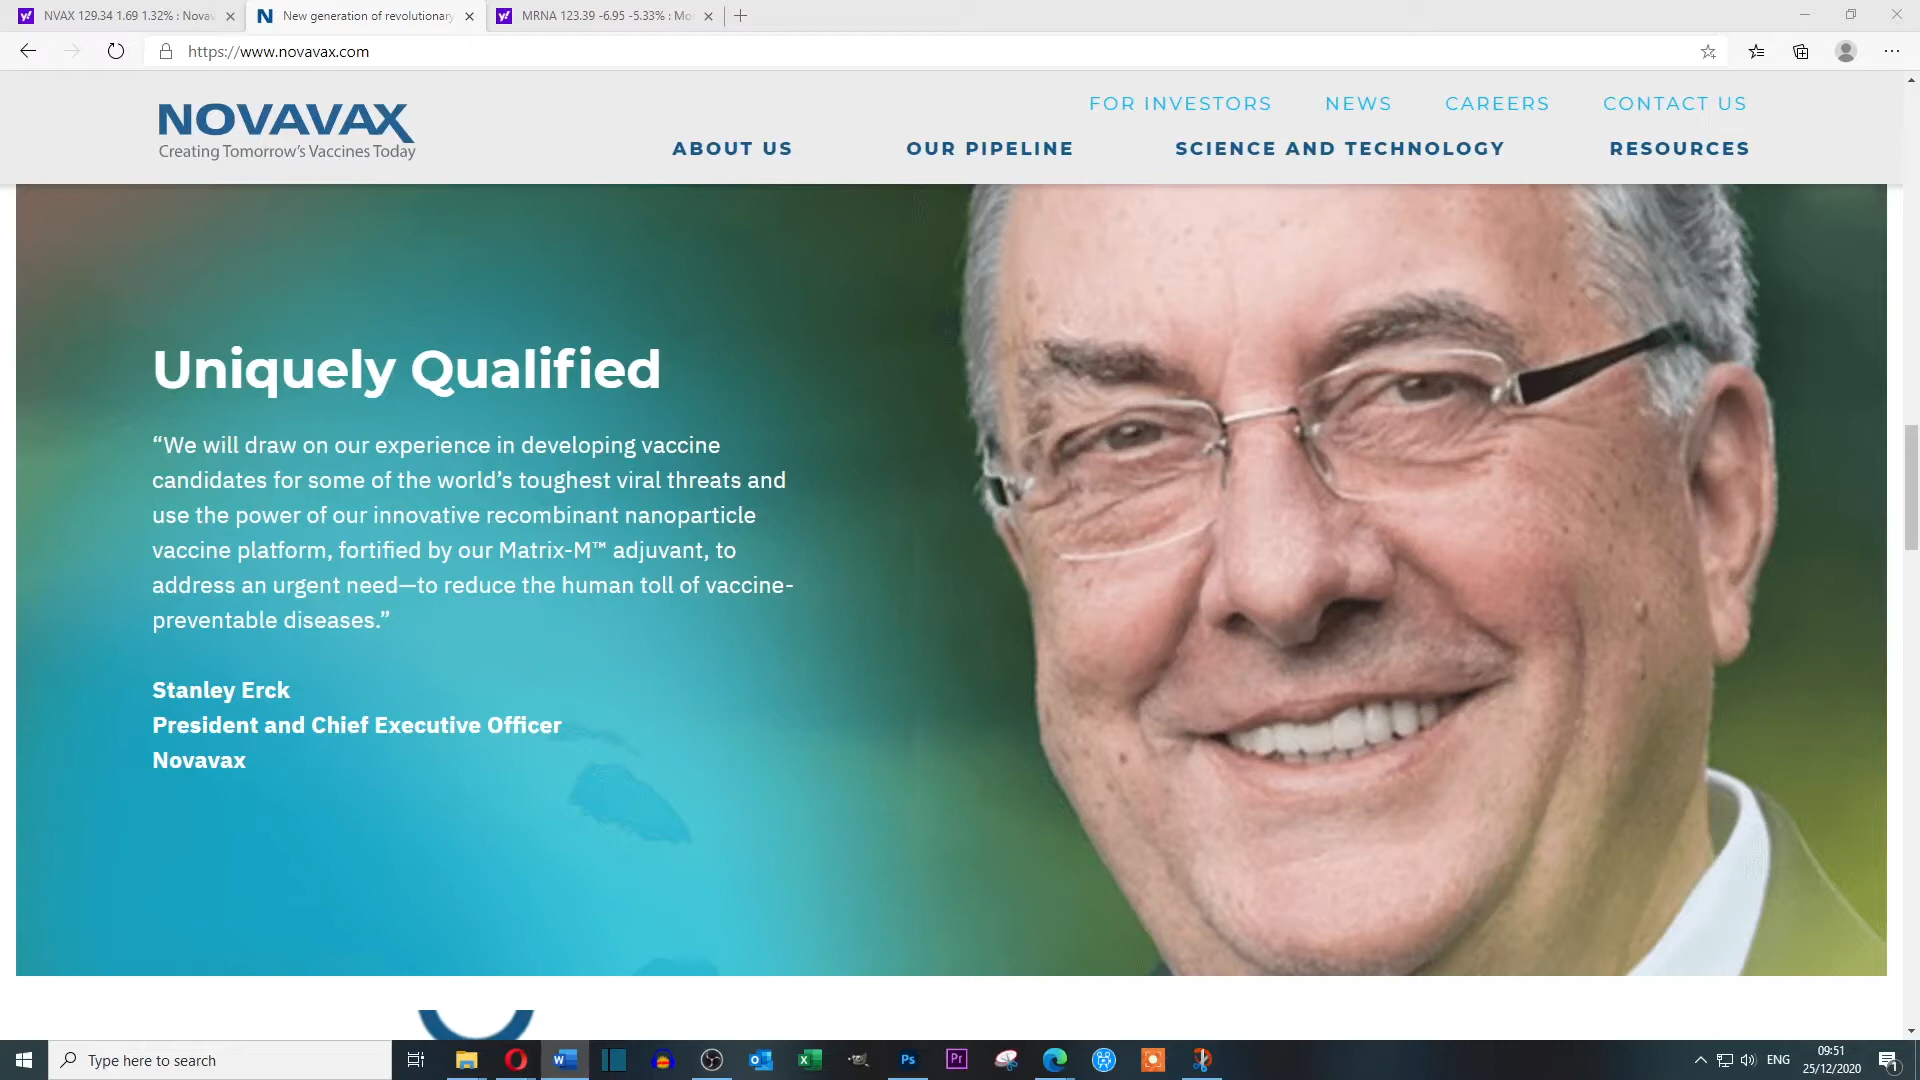 NVAX 129.34 1.69 1.32% : Novav
New generation of revolutionary
MRNA 123.39 -6.95 -5.33% : Mo
https://www.novavax.com
NOVAVAX
Creating Tomorrow's Vaccines Today
FOR INVESTORS NEWS CAREERS CONTACT US
ABOUT US OUR PIPELINE SCIENCE AND TECHNOLOGY RESOURCES
Uniquely Qualified
“We will draw on our experience in developing vaccine
candidates for some of the world’s toughest viral threats and
use the power of our innovative recombinant nanoparticle
vaccine platform, fortified by our Matrix-M™ adjuvant, to
address an urgent need—to reduce the human toll of vaccine-
preventable diseases.”
Stanley Erck
President and Chief Executive Officer
Novavax
Type here to search
ENG
09:51
25/12/2020